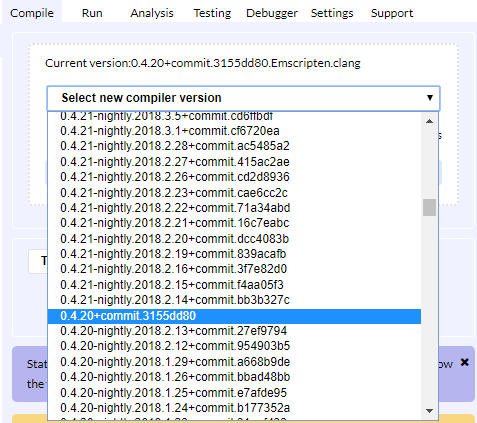 Compile Run Analysis Testing Debugger Settings Support
Current version:0.4.20+commit.3155dd80.Emscripten.clang
Select new compiler version
0.4.21-nightly.2018.3.5+commit.cd6ffbdf
0.4.21-nightly.2018.3.1+commit.cf6720ea
0.4.21-nightly.2018.2.28+commit.ac5485a2
0.4.21-nightly.2018.2.27+commit.415ac2ae
0.4.21-nightly.2018.2.26+commit.cd2d8936
0.4.21-nightly.2018.2.23+commit.cae6cc2c
0.4.21-nightly.2018.2.22+commit.71a34abd
0.4.21-nightly.2018.2.21+commit.16c7eabc
0.4.21-nightly.2018.2.20+commit.dcc4083b
0.4.21-nightly.2018.2.19+commit.839acafb
0.4.21-nightly.2018.2.16+commit.3f7e82d0
0.4.21-nightly.2018.2.15+commit.f4aa05f3
0.4.21-nightly.2018.2.14+commit.bb3b327c
0.4.20+commit.3155dd80
0.4.20-nightly.2018.2.13+commit.27ef9794
0.4.20-nightly.2018.2.12+commit.954903b5
0.4.20-nightly.2018.1.29+commit.a668b9de
0.4.20-nightly.2018.1.26+commit.bbad48bb
0.4.20-nightly.2018.1.25+commit.e7afde95
0.4.20-nightly.2018.1.24+commit.b177352a
Stat
ow
the